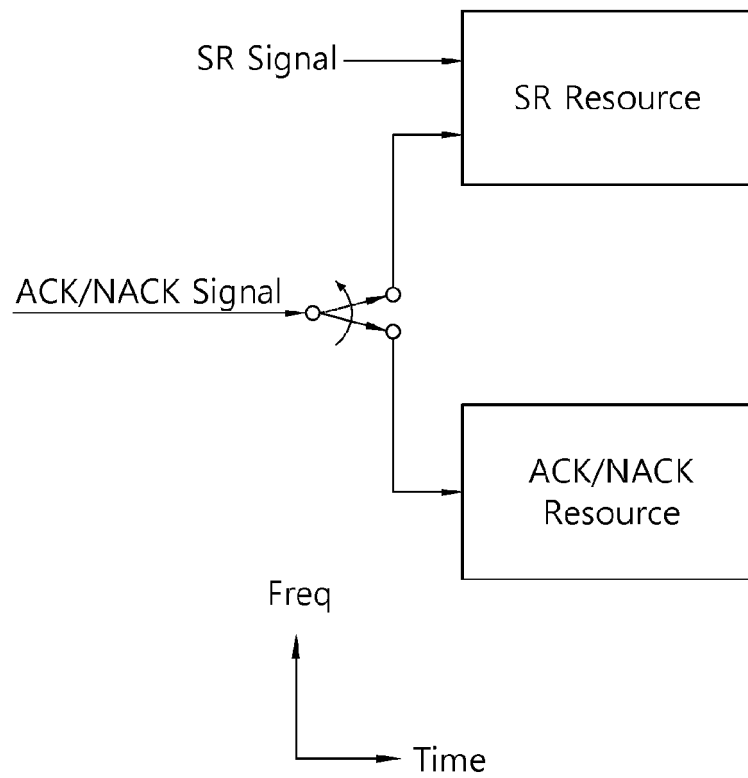 SR Signal
SR Resource
ACK/NACK Signal
ACK/NACK
Resource
Freq
Time